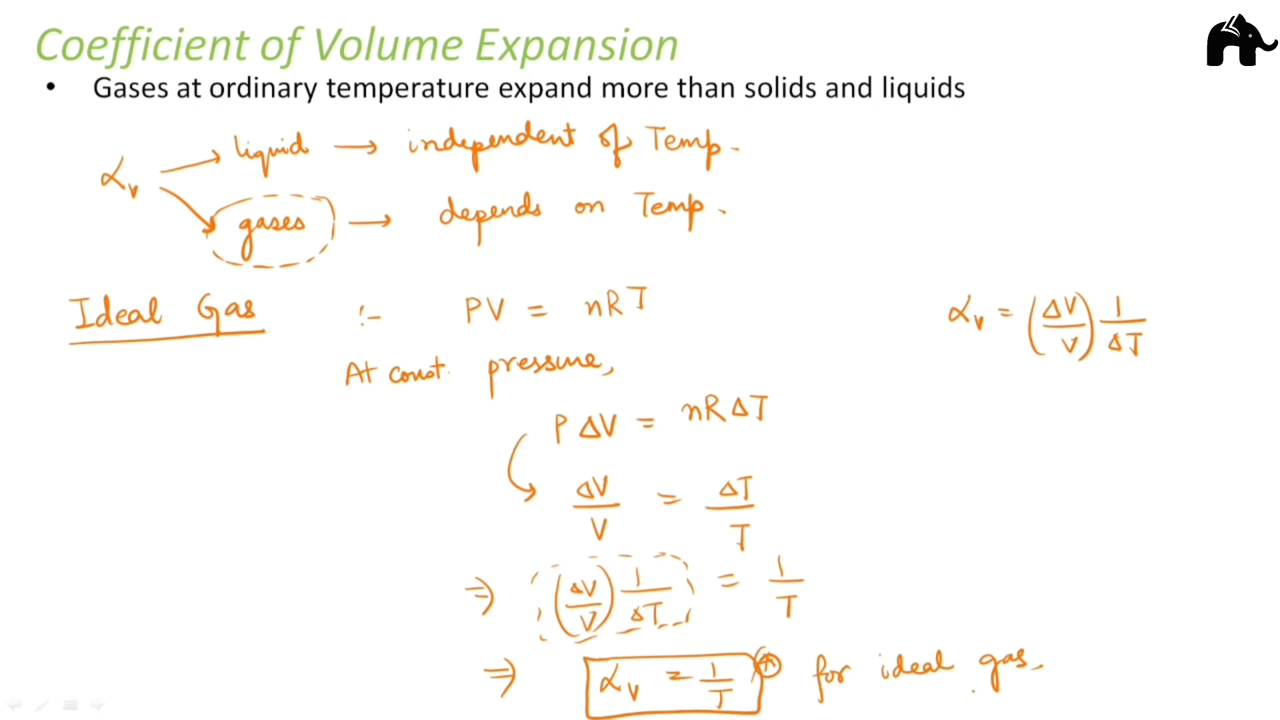 Coefficient of Volume Expansion
• Gases at ordinary temperature expand more than solids and liquids
αᵥ → liquid → independent of Temp.
→ gases → depends on Temp.
Ideal Gas :- PV = nRT
αᵥ = (ΔV/V) 1/ΔT
At const. pressure,
PΔV = nRΔT
ΔV/V = ΔT/T
⇒ (ΔV/V) 1/ΔT = 1/T
⇒ αᵥ = 1/T * for ideal gas.